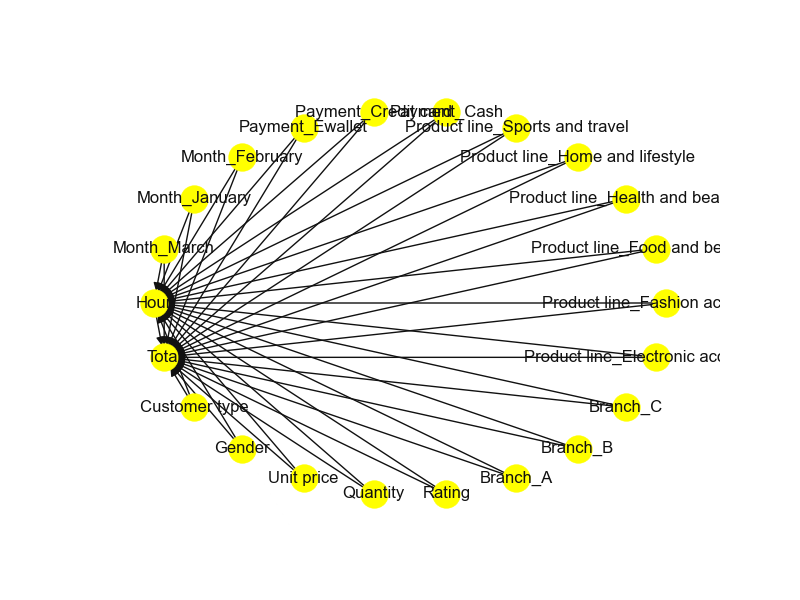 Payment_Credit card
Payment_Cash
Payment_Ewallet
Product line_Sports and travel
Month_February
Product line_Home and lifestyle
Month_January
Product line_Health and bea
Month_March
Product line_Food and be
Hour
Product line_Fashion ac
Total
Product line_Electronic acc
Customer type
Branch_C
Gender
Branch_B
Unit price
Branch_A
Quantity
Rating